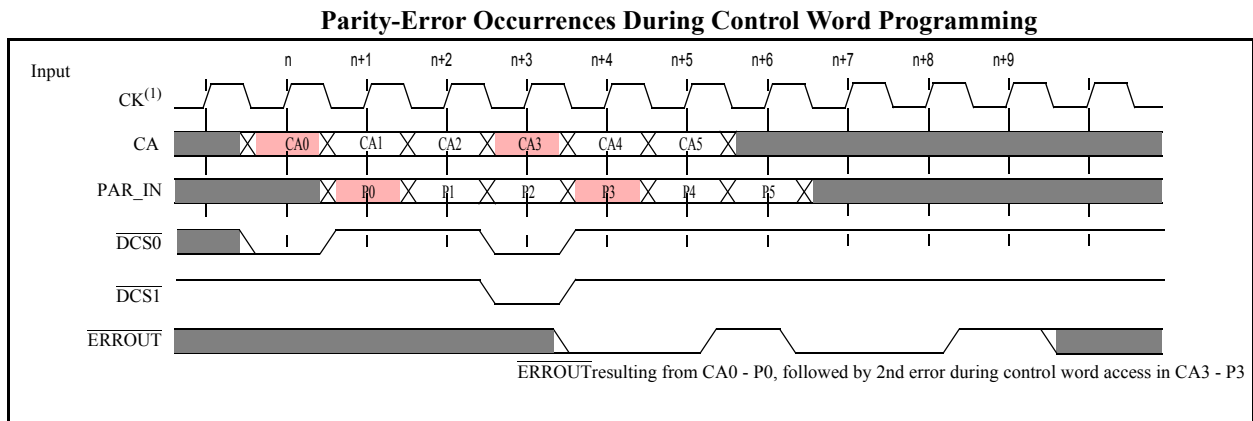 Parity-Error Occurrences During Control Word Programming
n n+1 n+2 n+3 n+4 n+5 n+6 n+7 n+8 n+9
Input
CK(1)
CA CA0 CA1 CA2 CA3 CA4 CA5
PAR_IN P0 P1 P2 P3 P4 P5
DCS0
DCS1
ERROUT
ERROUTresulting from CA0 - P0, followed by 2nd error during control word access in CA3 - P3